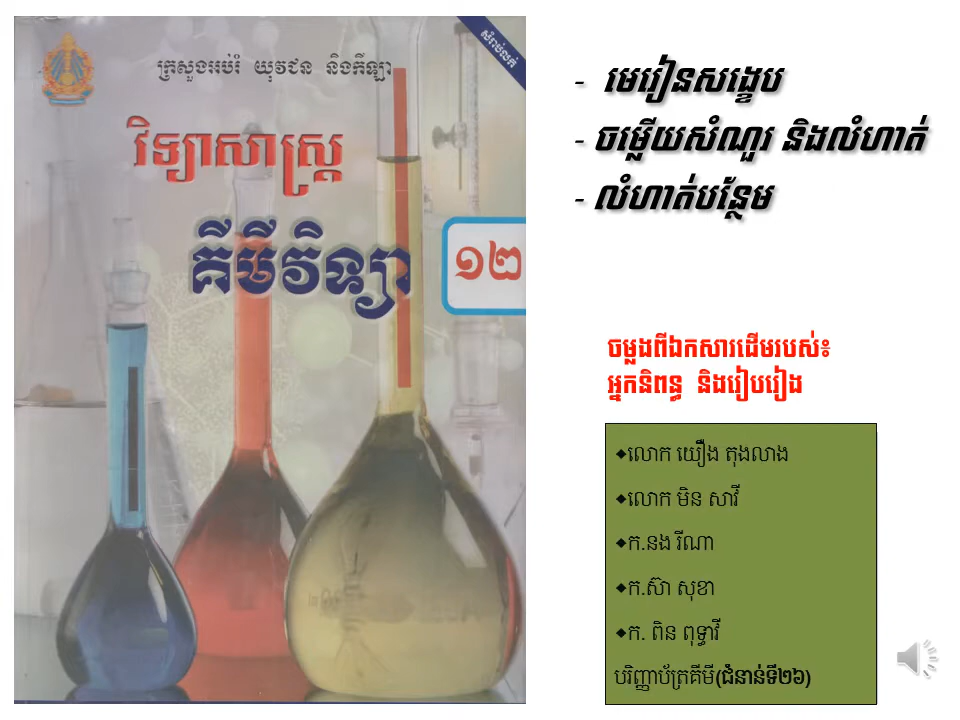 សំរាប់លក់
ក្រសួងអប់រំ យុវជន និងកីឡា
វិទ្យាសាស្ត្រ
គីមីវិទ្យា
១២
- មេរៀនសង្ខេប
- ចម្លើយសំណួរ និងលំហាត់
- លំហាត់បន្ថែម
ចម្លងពីឯកសារដើមរបស់៖
អ្នកនិពន្ធ និងរៀបរៀង
◆លោក យឿង តុងលាង
◆លោក មិន សាវី
◆ក.នង រីណា
◆ក.ស៊ា សុខា
◆ក. ពិន ពុទ្ធាវី
បរិញ្ញាប័ត្រគីមី(ជំនាន់ទី២៦)